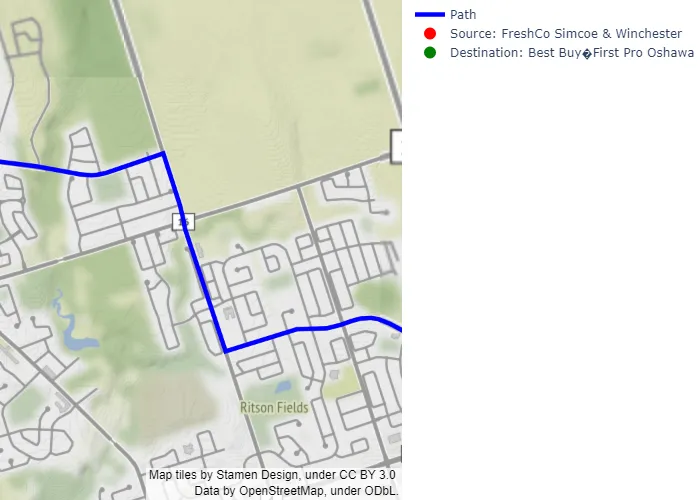 Path
Source: FreshCo Simcoe & Winchester
Destination: Best Buy�First Pro Oshawa
Ritson Fields
Map tiles by Stamen Design, under CC BY 3.0
Data by OpenStreetMap, under ODbL.